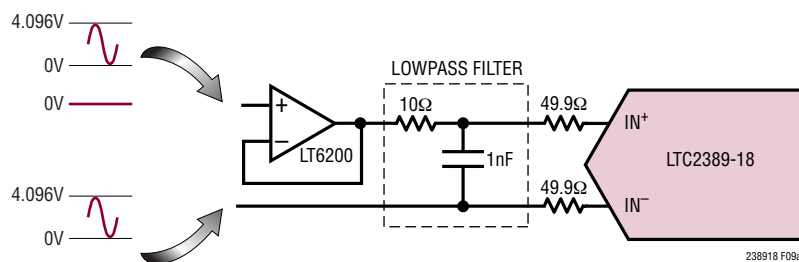 4.096V
0V
0V
4.096V
0V
+
−
LT6200
LOWPASS FILTER
10Ω
1nF
49.9Ω
49.9Ω
IN+
IN−
LTC2389-18
238918 F09a